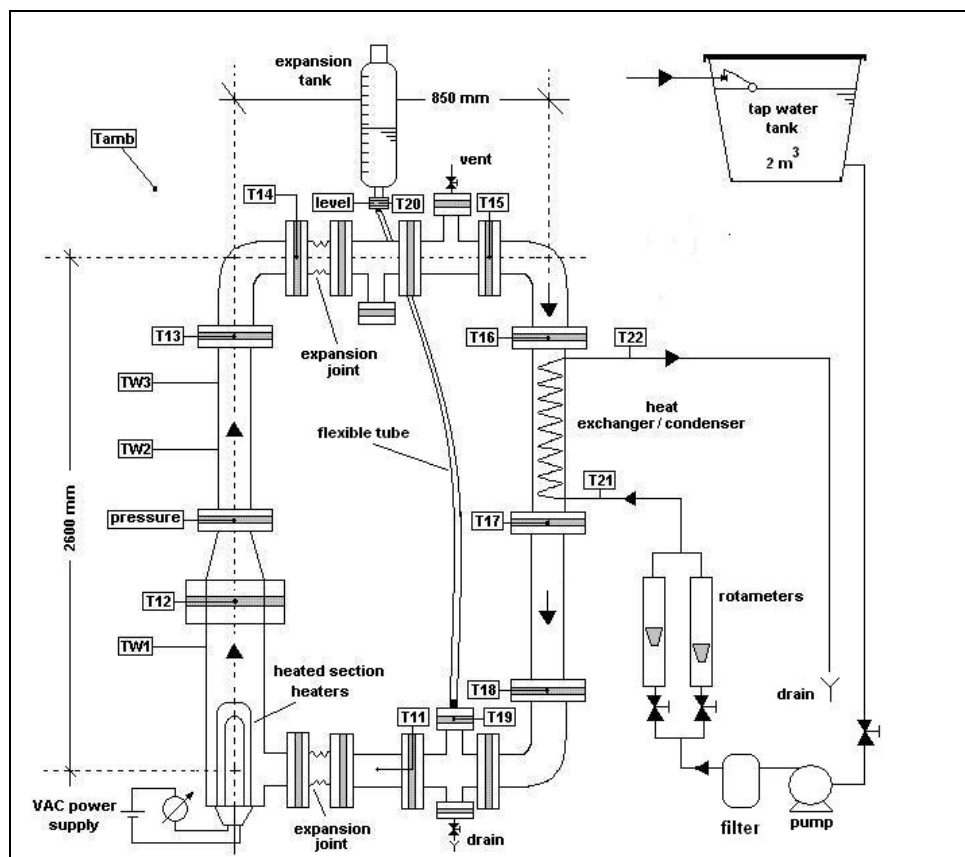 expansion
tank
850 mm
tap water
tank
2 m³
Tamb
vent
T14
level
T20
T15
T13
expansion
joint
T16
T22
TW3
heat
exchanger / condenser
flexible tube
TW2
T21
2600 mm
pressure
T17
T12
rotameters
TW1
heated section
heaters
T18
T11
T19
drain
VAC power
supply
expansion
joint
drain
filter
pump